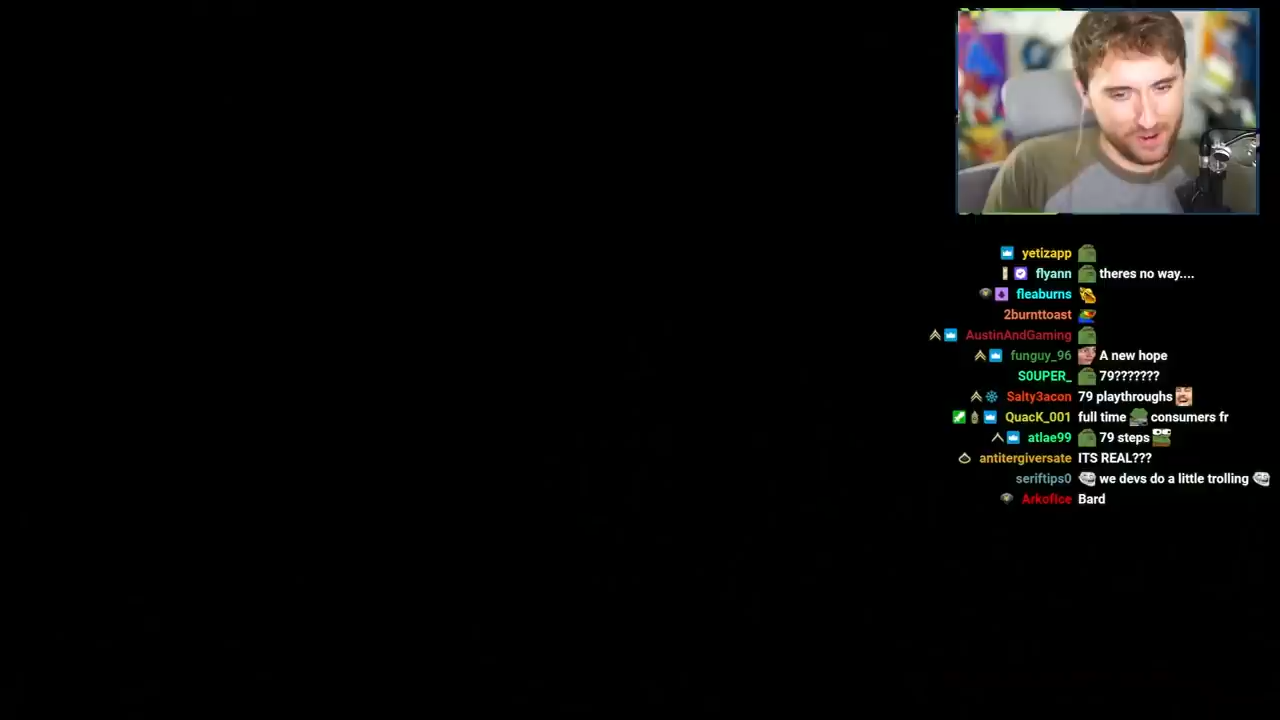 yetizapp
flyann theres no way....
fleaburns
2burnttoast
AustinAndGaming
funguy_96 A new hope
S0UPER_ 79???????
Salty3acon 79 playthroughs
QuacK_001 full time consumers fr
atlae99 79 steps
antitergiversate ITS REAL???
seriftips0 we devs do a little trolling
ArkofIce Bard